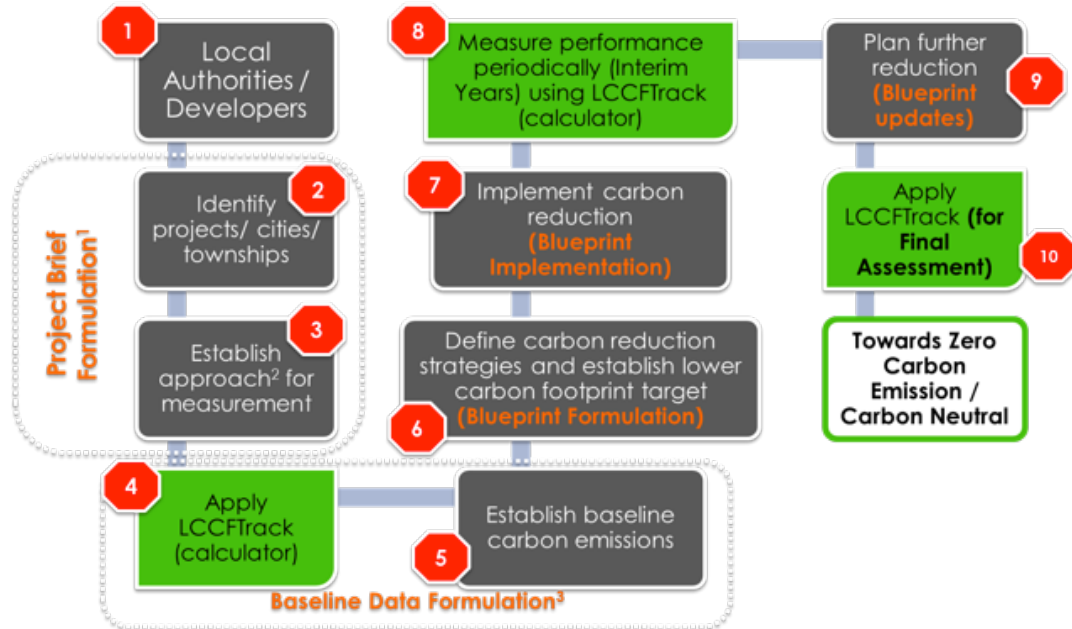 1
Local
Authorities /
Developers
2
Identify
projects/ cities/
townships
3
Establish
approach² for
measurement
Project Brief
Formulation¹
4
Apply
LCCFTrack
(calculator)
5
Establish baseline
carbon emissions
Baseline Data Formulation³
6
Define carbon reduction
strategies and establish lower
carbon footprint target
(Blueprint Formulation)
7
Implement carbon
reduction
(Blueprint
Implementation)
8
Measure performance
periodically (Interim
Years) using LCCFTrack
(calculator)
9
Plan further
reduction
(Blueprint
updates)
10
Apply
LCCFTrack (for
Final
Assessment)
Towards Zero
Carbon
Emission /
Carbon Neutral